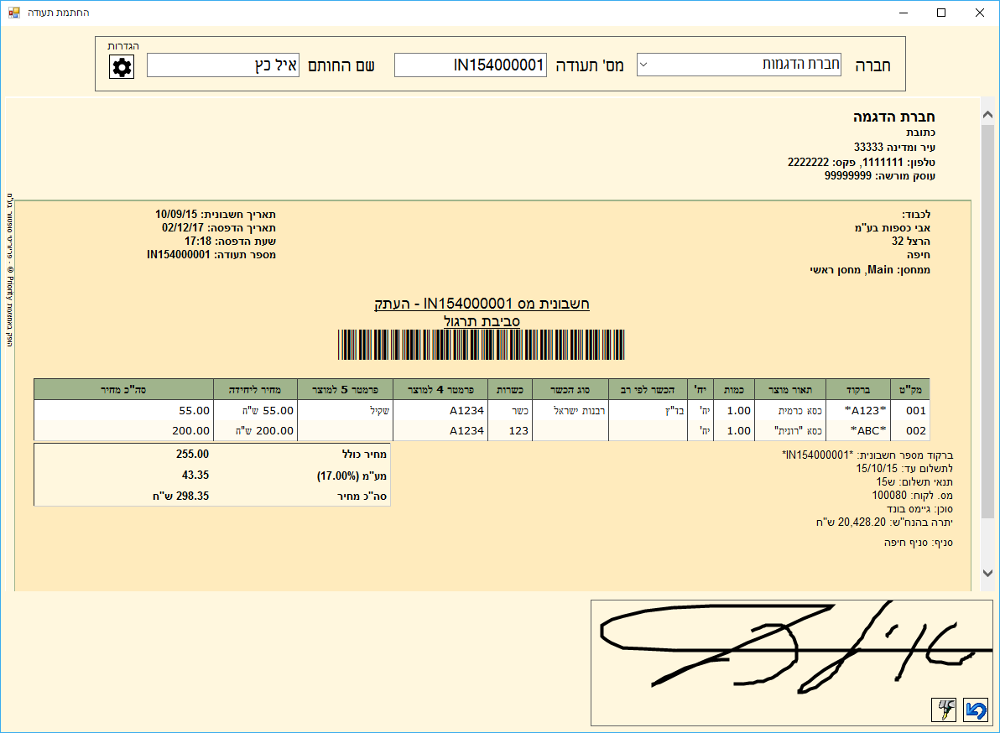 החתמת תעודה
הגדרות
חברה חברת הדגמות מס' תעודה IN154000001 שם החותם איל כץ
חברת הדגמה
כתובת
עיר ומדינה 33333
טלפון: 1111111, פקס: 2222222
עוסק מורשה: 99999999
לכבוד:
אבי כספות בע"מ
הרצל 32
חיפה
ממחסן: Main, מחסן ראשי
תאריך חשבונית: 10/09/15
תאריך הדפסה: 02/12/17
שעת הדפסה: 17:18
מספר תעודה: IN154000001
חשבונית מס IN154000001 - העתק
סביבת תרגול
מק"ט ברקוד תאור מוצר כמות יח' הכשר לפי רב סוג הכשר כשרות פרמטר 4 למוצר פרמטר 5 למוצר מחיר ליחידה סה"כ מחיר
001 *A123* כסא כרמית 1.00 יח' בד"ץ רבנות ישראל כשר A1234 שקיל 55.00 ש"ח 55.00
002 *ABC* כסא "רונית" 1.00 יח' 123 A1234 200.00 ש"ח 200.00
מחיר כולל 255.00
מע"מ (17.00%) 43.35
סה"כ מחיר 298.35 ש"ח
ברקוד מספר חשבונית: *IN154000001*
לתשלום עד: 15/10/15
תנאי תשלום: ש15
מס. לקוח: 100080
סוכן: גיימס בונד
יתרה בהנח"ש: 20,428.20 ש"ח
סניף: סניף חיפה
הופק באמצעות Priority ©